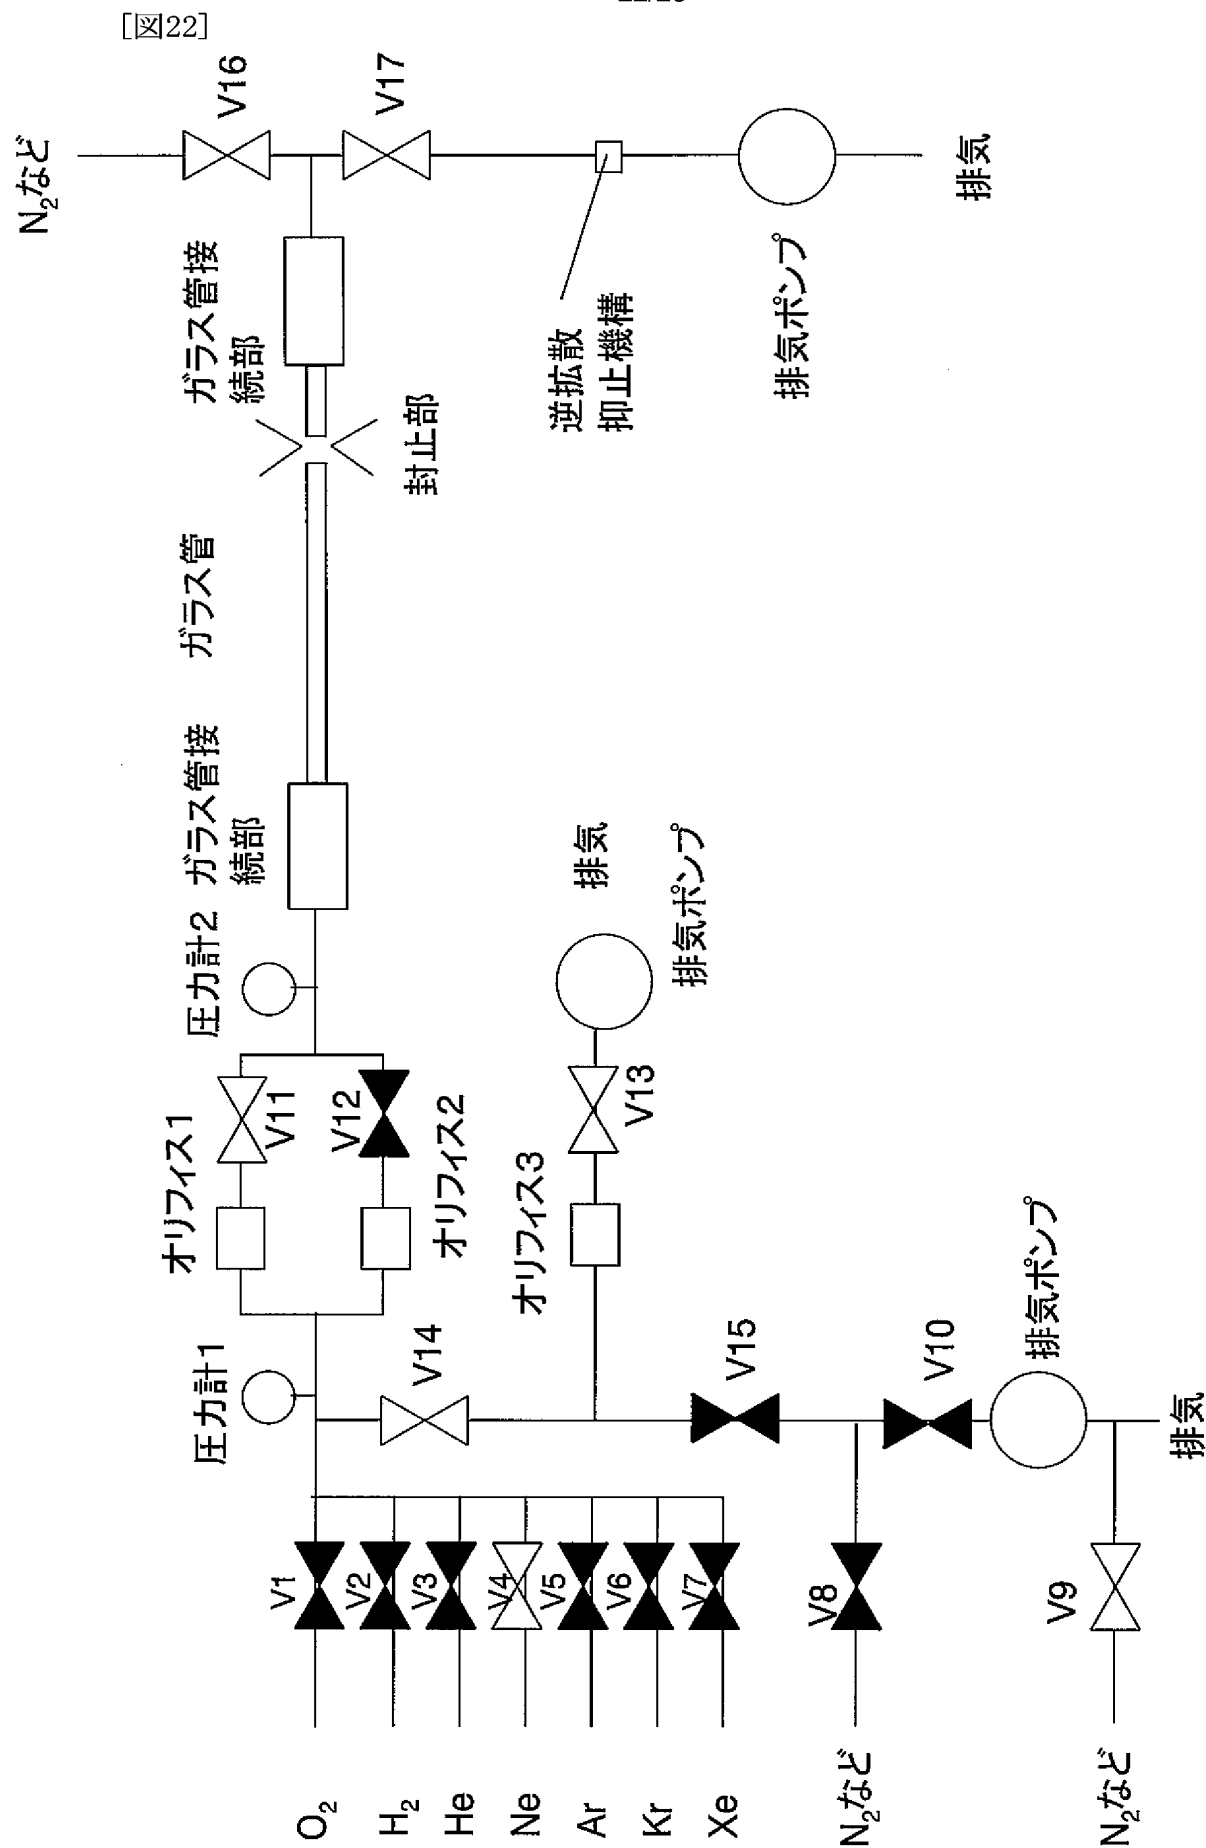 [図22]
N₂など
V16
V17
ガラス管接
続部
封止部
逆拡散
抑止機構
排気ポンプ
排気
ガラス管
ガラス管接
続部
圧力計2
排気
排気ポンプ
オリフィス1
V11
V12
オリフィス2
オリフィス3
V13
圧力計1
V14
V15
V10
排気ポンプ
排気
V1
V2
V3
V4
V5
V6
V7
V8
V9
O₂
H₂
He
Ne
Ar
Kr
Xe
N₂など
N₂など